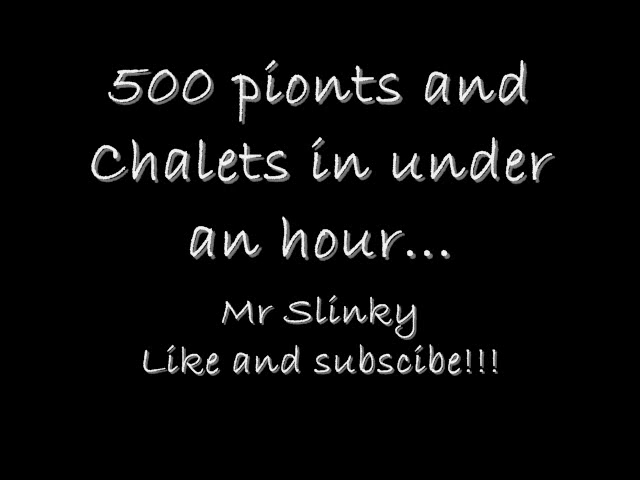 500 pionts and
Chalets in under
an hour...
Mr Slinky
Like and subscibe!!!